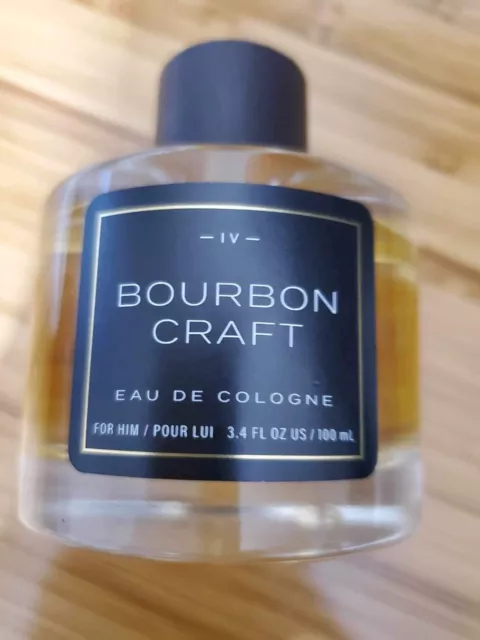 — IV —
BOURBON
CRAFT
EAU DE COLOGNE
FOR HIM / POUR LUI 3.4 FL OZ US / 100 mL